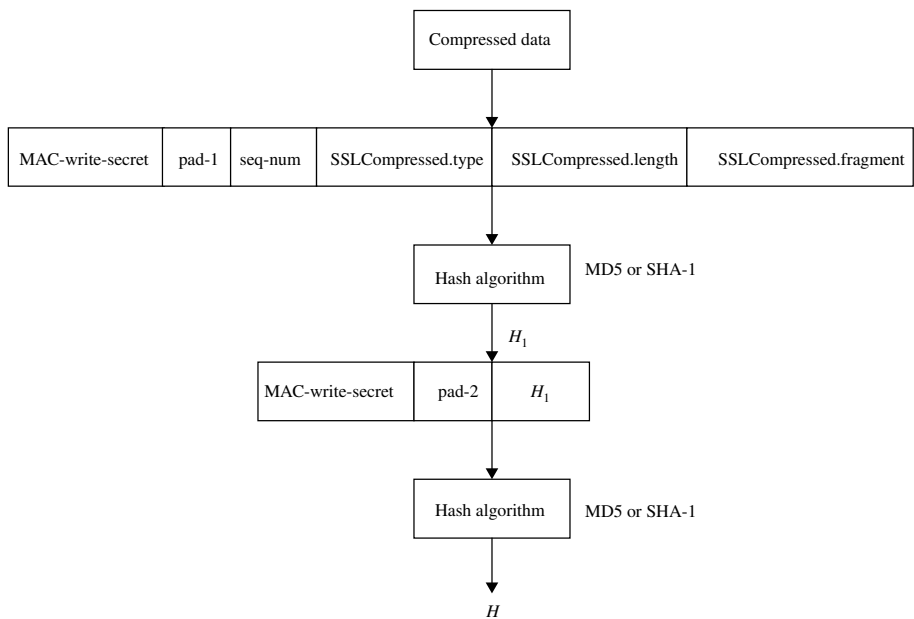 Compressed data
MAC-write-secret pad-1 seq-num SSLCompressed.type SSLCompressed.length SSLCompressed.fragment
Hash algorithm MD5 or SHA-1
H1
MAC-write-secret pad-2 H1
Hash algorithm MD5 or SHA-1
H